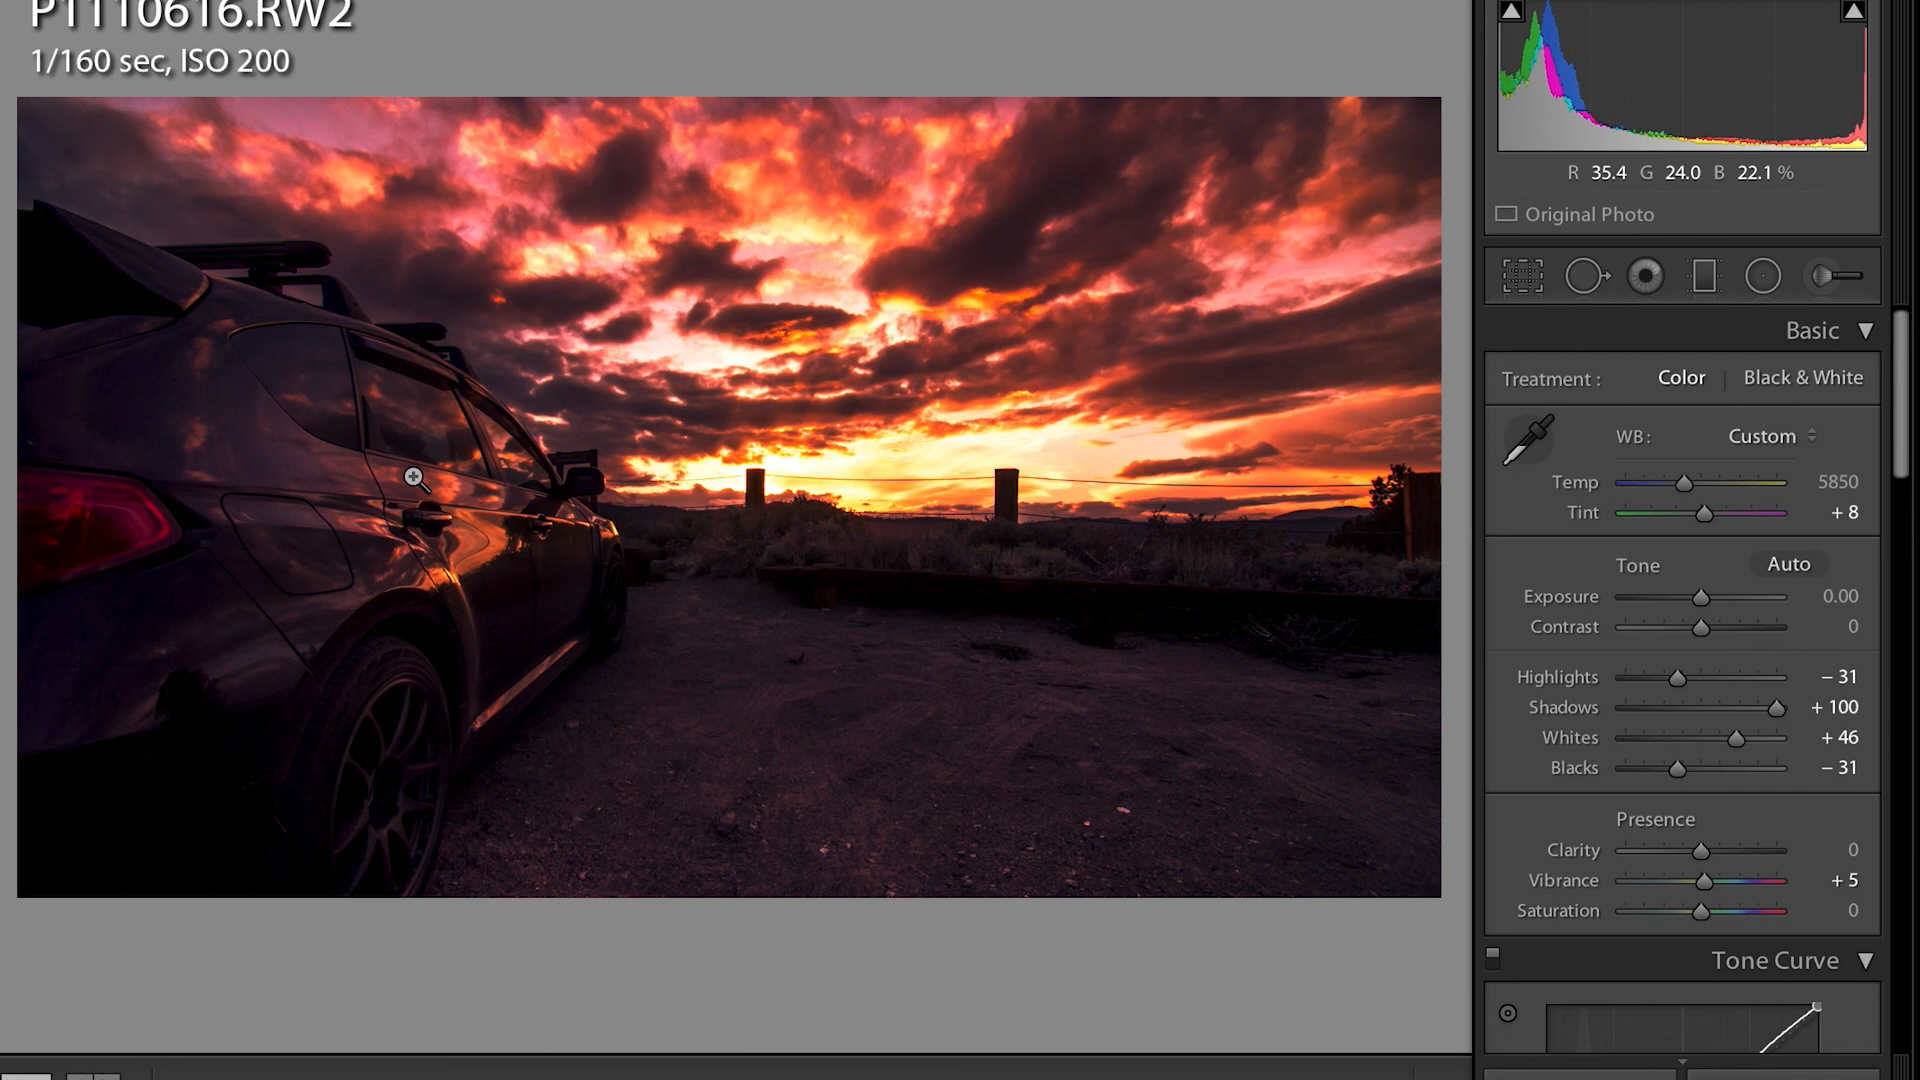 P1110616.RW2
1/160 sec, ISO 200
R 35.4 G 24.0 B 22.1 %
Original Photo
Basic
Treatment : Color | Black & White
WB: Custom
Temp 5850
Tint + 8
Tone Auto
Exposure 0.00
Contrast 0
Highlights – 31
Shadows + 100
Whites + 46
Blacks – 31
Presence
Clarity 0
Vibrance + 5
Saturation 0
Tone Curve